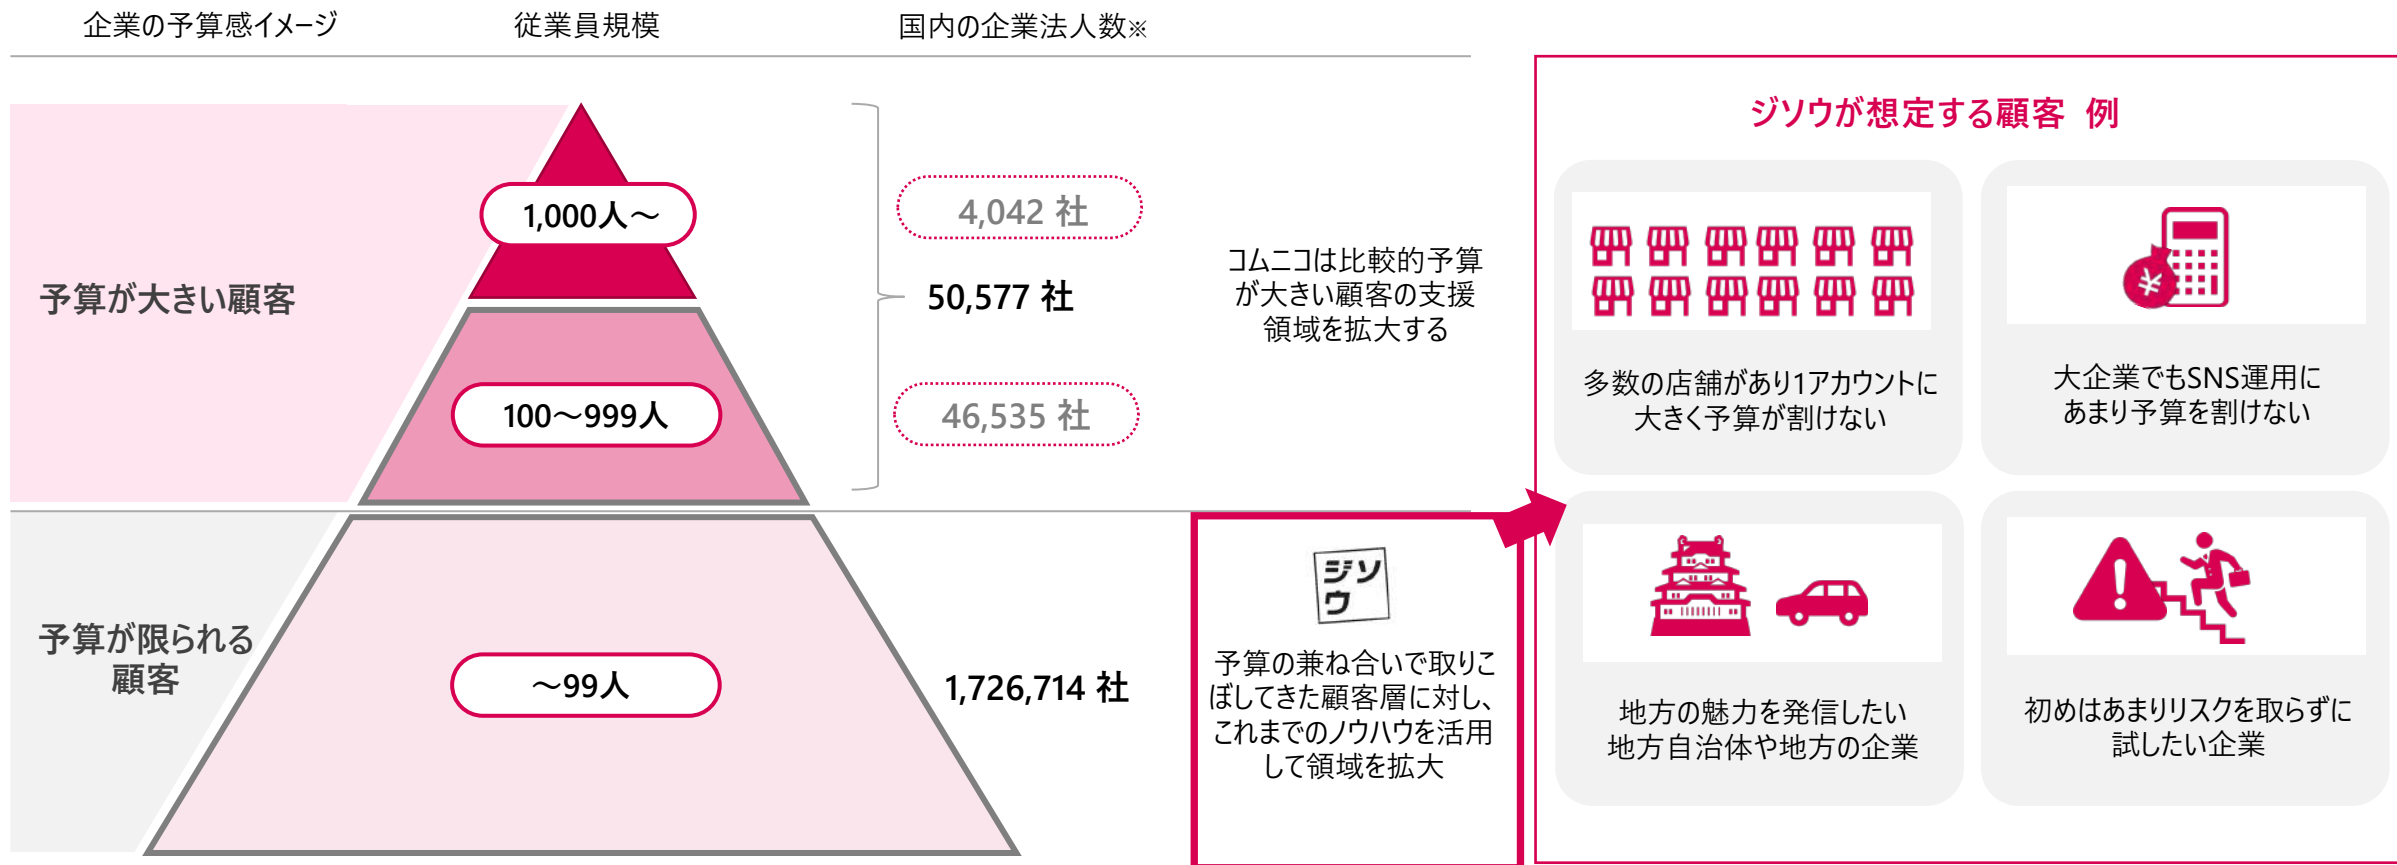 企業の予算感イメージ
従業員規模
国内の企業法人数※
予算が大きい顧客
1,000人～
100～999人
4,042 社
50,577 社
46,535 社
コムニコは比較的予算
が大きい顧客の支援
領域を拡大する
予算が限られる
顧客
～99人
1,726,714 社
ジソ
ウ
予算の兼ね合いで取りこ
ぼしてきた顧客層に対し、
これまでのノウハウを活用
して領域を拡大
ジソウが想定する顧客 例
多数の店舗があり1アカウントに
大きく予算が割けない
¥
大企業でもSNS運用に
あまり予算を割けない
地方の魅力を発信したい
地方自治体や地方の企業
初めはあまりリスクを取らずに
試したい企業